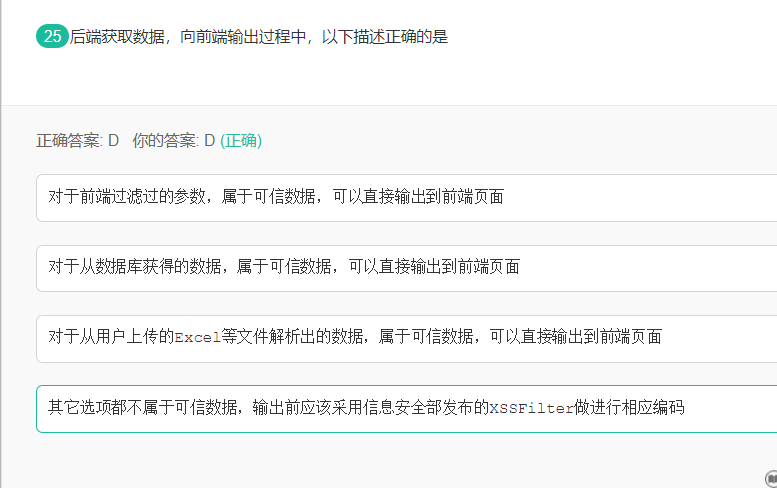 25 后端获取数据，向前端输出过程中，以下描述正确的是
正确答案: D 你的答案: D (正确)
对于前端过滤过的参数，属于可信数据，可以直接输出到前端页面
对于从数据库获得的数据，属于可信数据，可以直接输出到前端页面
对于从用户上传的Excel等文件解析出的数据，属于可信数据，可以直接输出到前端页面
其它选项都不属于可信数据，输出前应该采用信息安全部发布的XSSFilter做进行相应编码